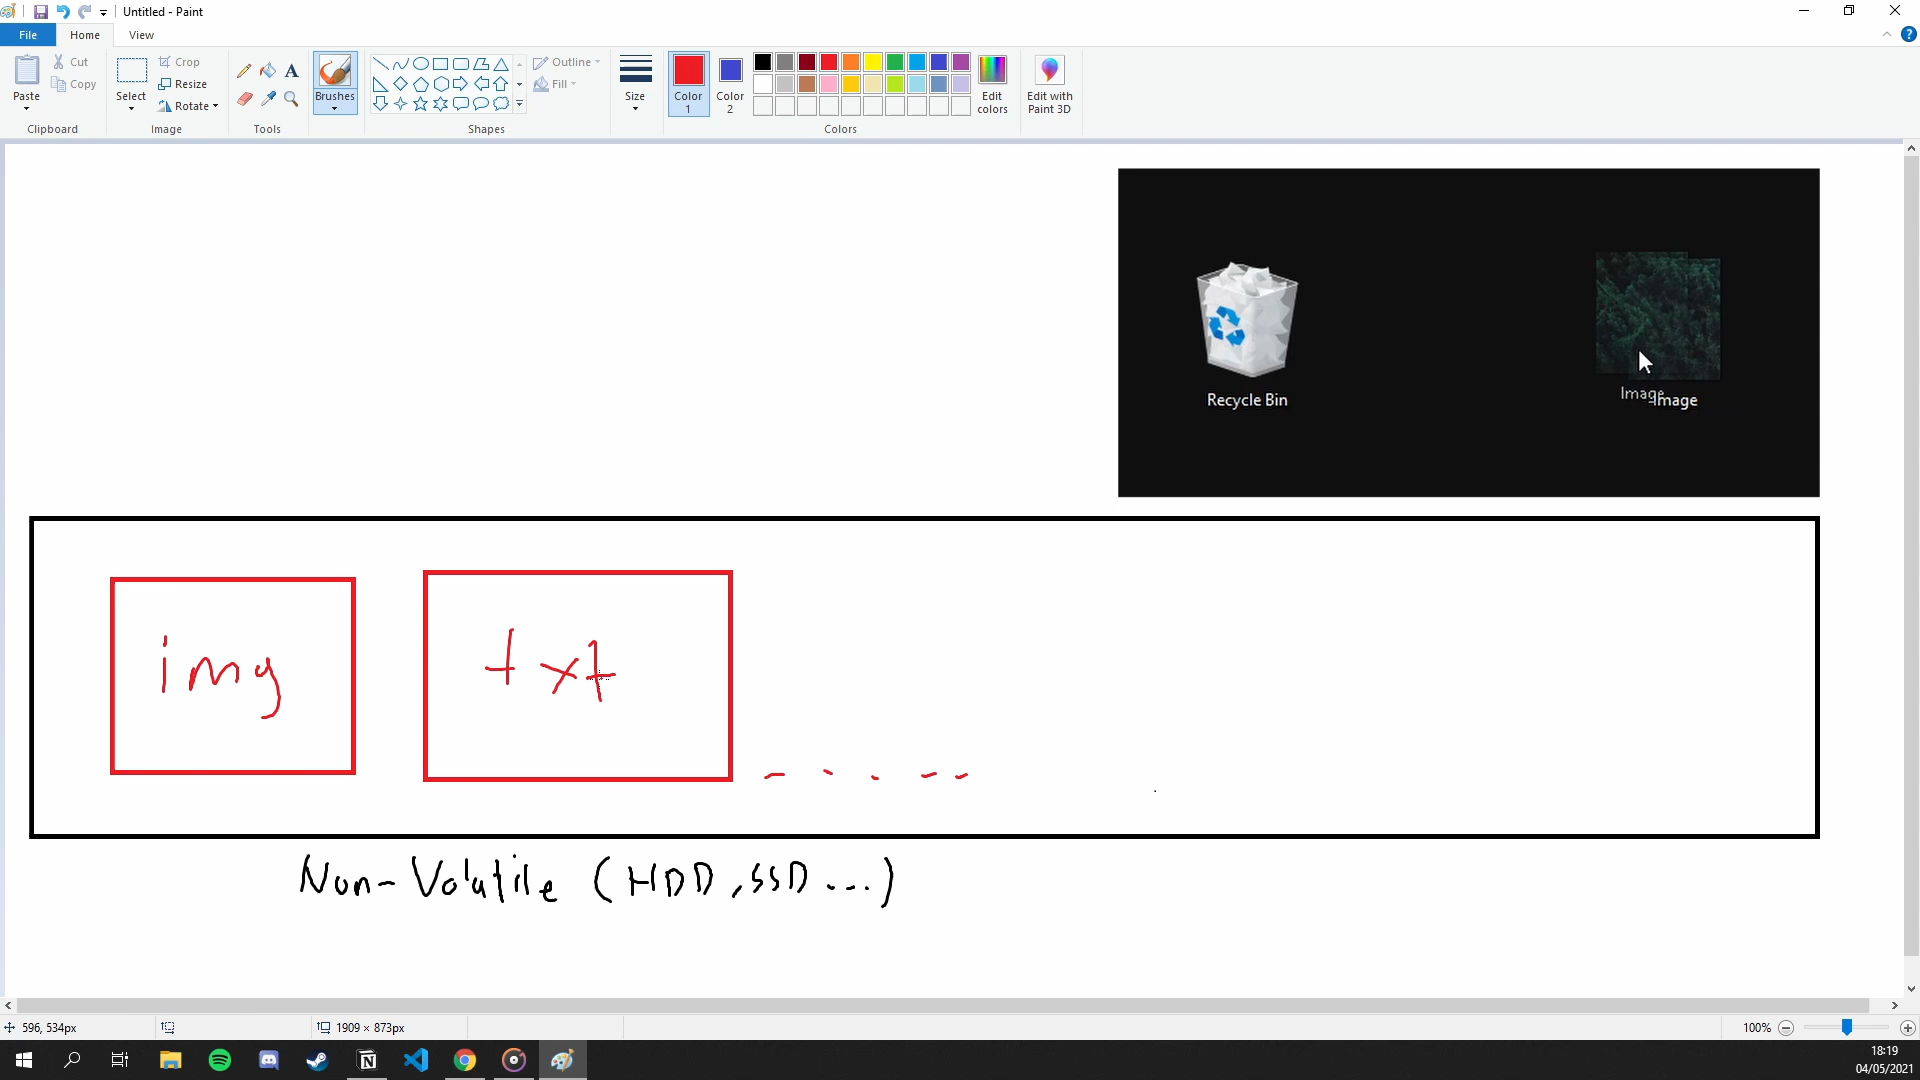 Untitled - Paint
File Home View
Paste
Cut
Copy
Clipboard
Select
Crop
Resize
Rotate
Image
Tools
Brushes
Shapes
Outline
Fill
Size
Color 1
Color 2
Colors
Edit colors
Edit with Paint 3D
Recycle Bin
Image
Image
img
txt
Non-Volatile (HDD, SSD...)
596, 534px
1909 × 873px
100%
18:19
04/05/2021